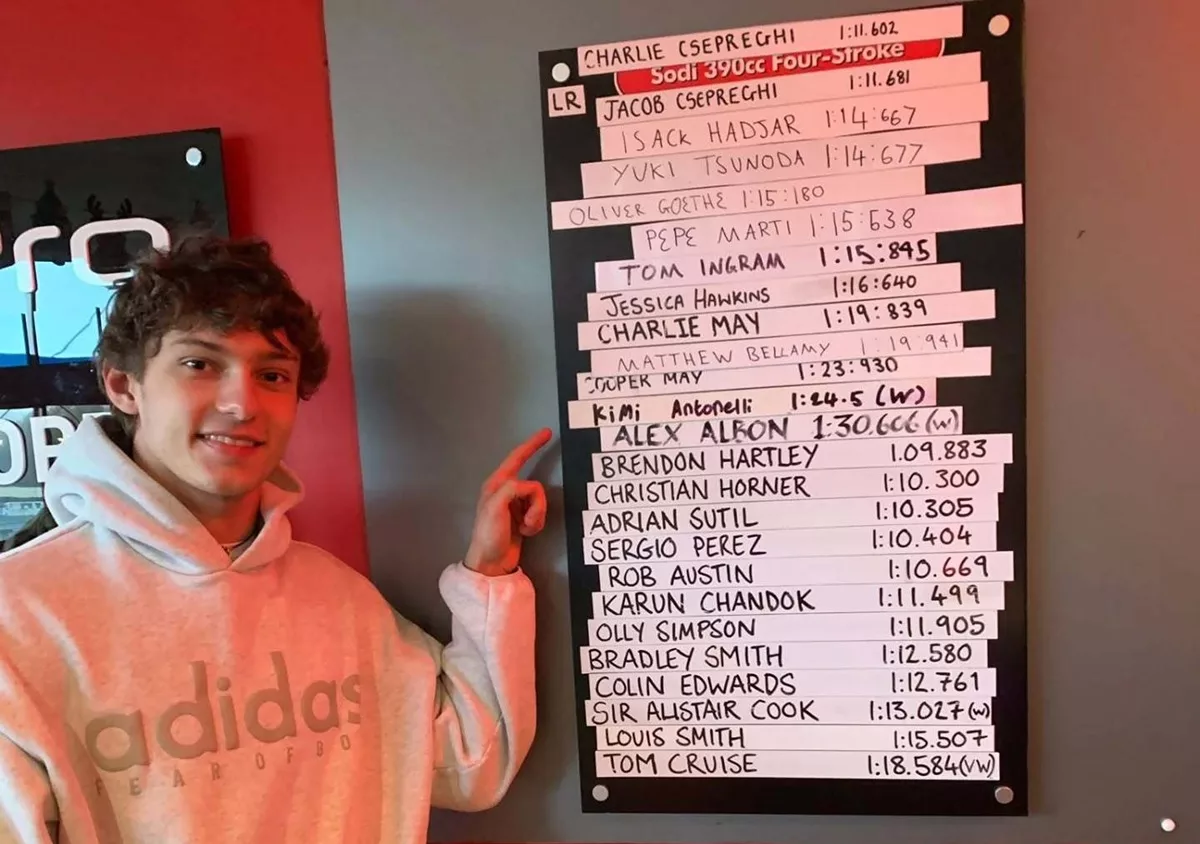 ro
OB
adidas
FEAR OF
CHARLIE CSEPREGHI 1:11.602
Sodi 390cc Four-Stroke
LR
JACOB CSEPREGHI 1:11.681
ISACK HADJAR 1:14:667
YUKI TSUNODA 1:14:677
OLIVER GOETHE 1:15:180
PEPE MARTI 1:15:538
TOM INGRAM 1:15:845
JESSICA HAWKINS 1:16:640
CHARLIE MAY 1:19:839
MATTHEW BELLAMY 1:19:941
COOPER MAY 1:23:930
KiMi Antonelli 1:24.5 (W)
ALEX ALBON 1:30.606 (W)
BRENDON HARTLEY 1.09.883
CHRISTIAN HORNER 1:10.300
ADRIAN SUTIL 1:10.305
SERGIO PEREZ 1:10.404
ROB AUSTIN 1:10.669
KARUN CHANDOK 1:11.499
OLLY SIMPSON 1:11.905
BRADLEY SMITH 1:12.580
COLIN EDWARDS 1:12.761
SIR ALISTAIR COOK 1:13.027(W)
LOUIS SMITH 1:15.507
TOM CRUISE 1:18.584(VW)